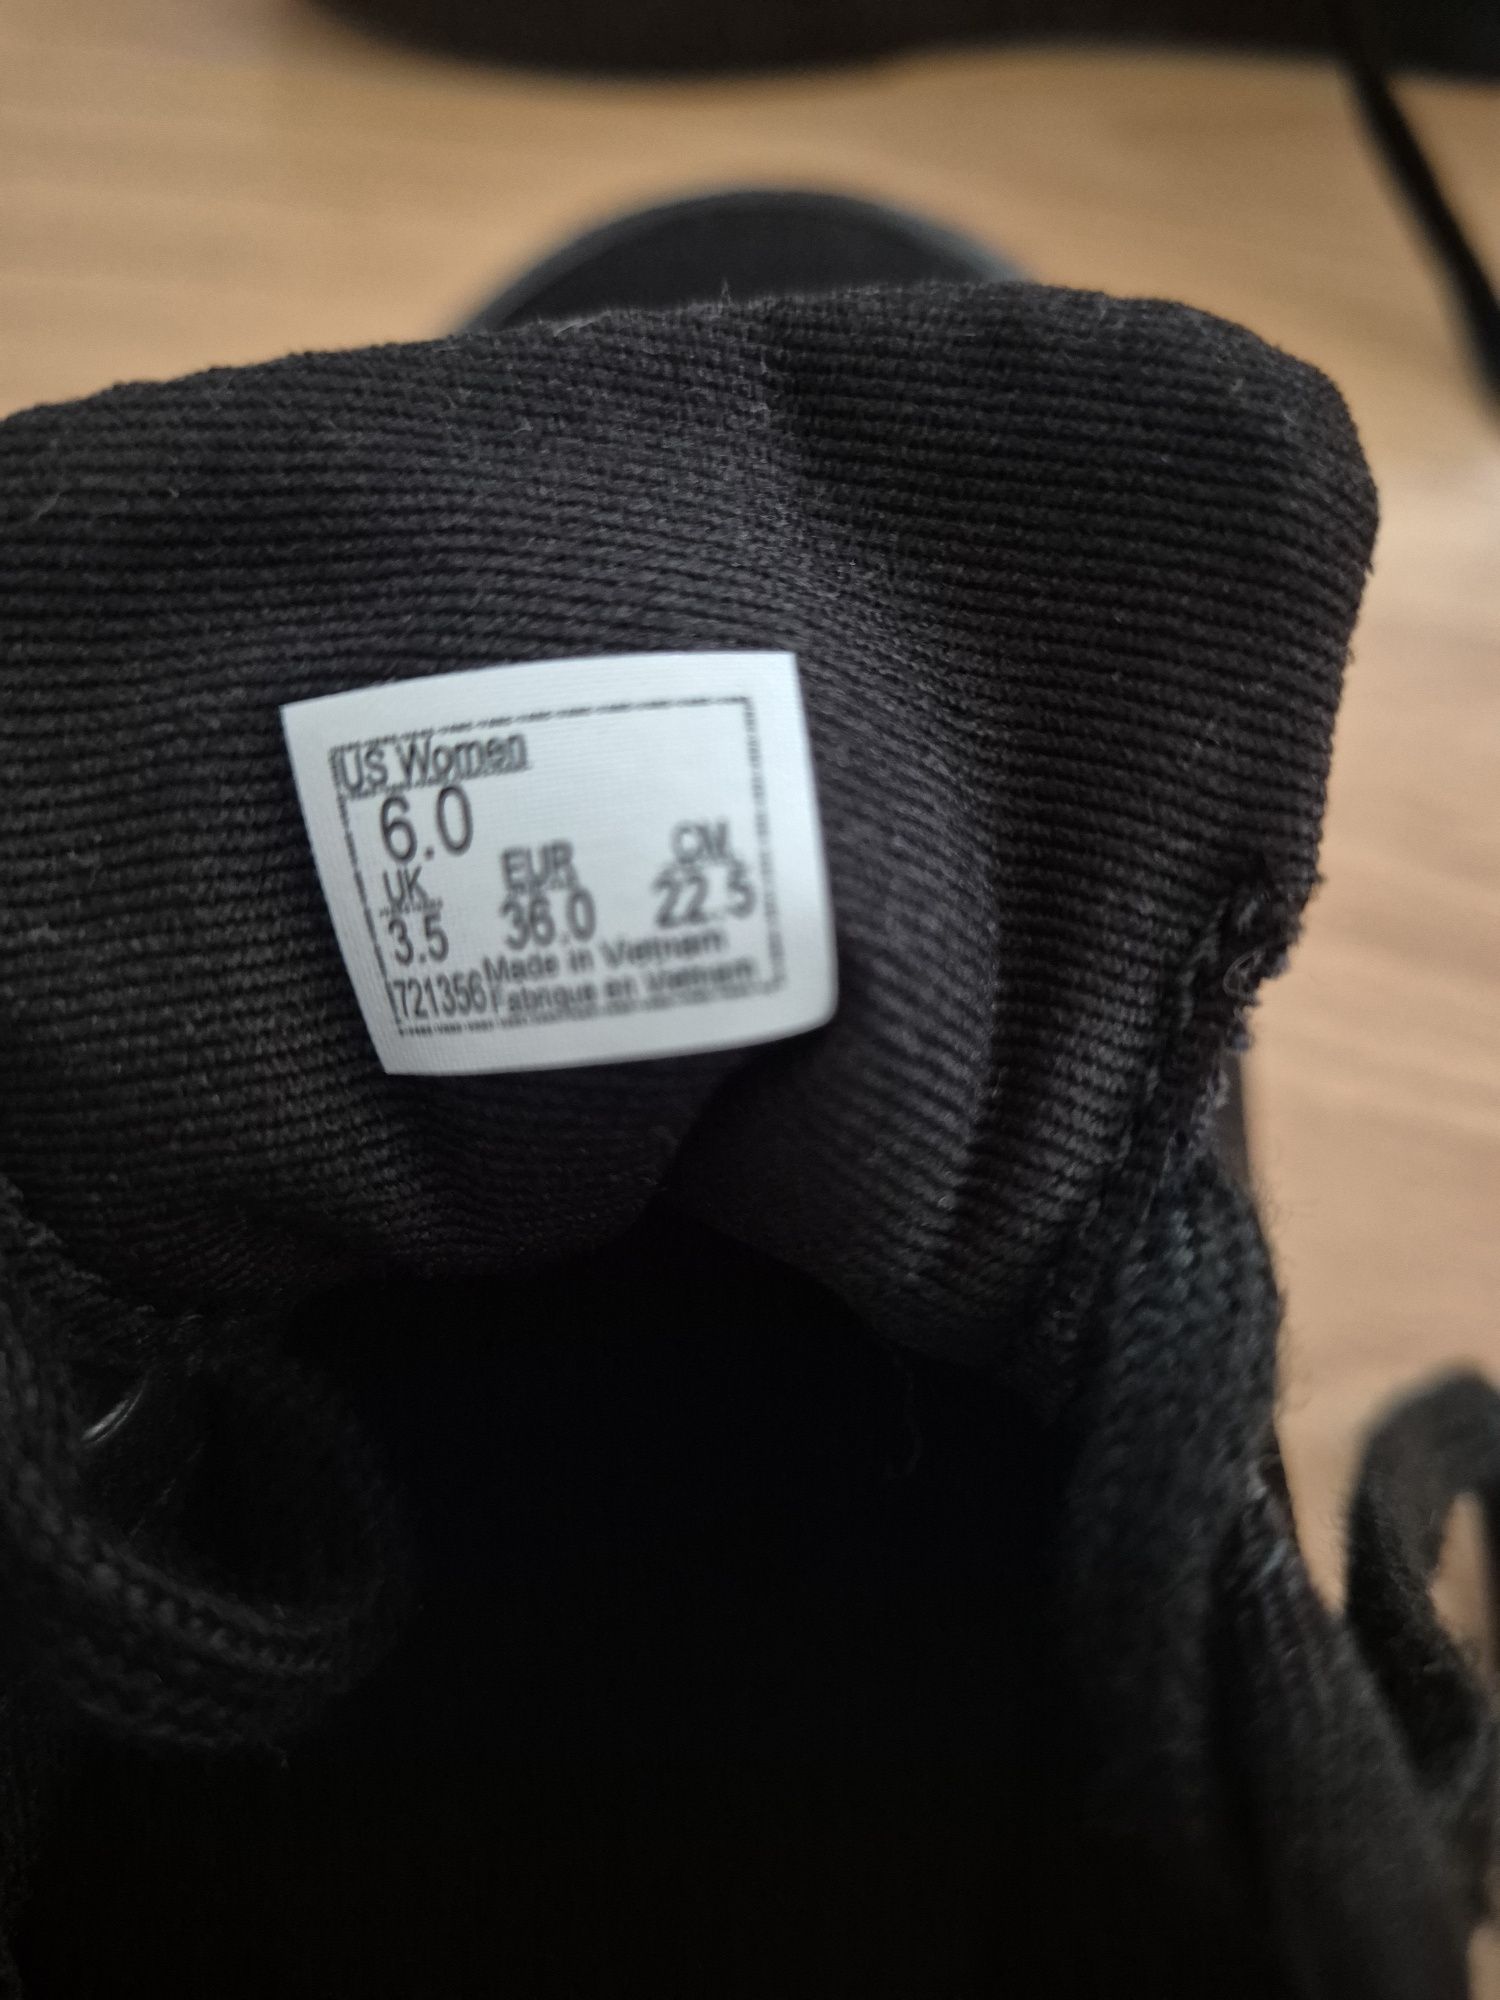 US Women
6.0
UK EUR CM
3.5 36.0 22.5
721356 Made in Vietnam
Fabriqué en Vietnam